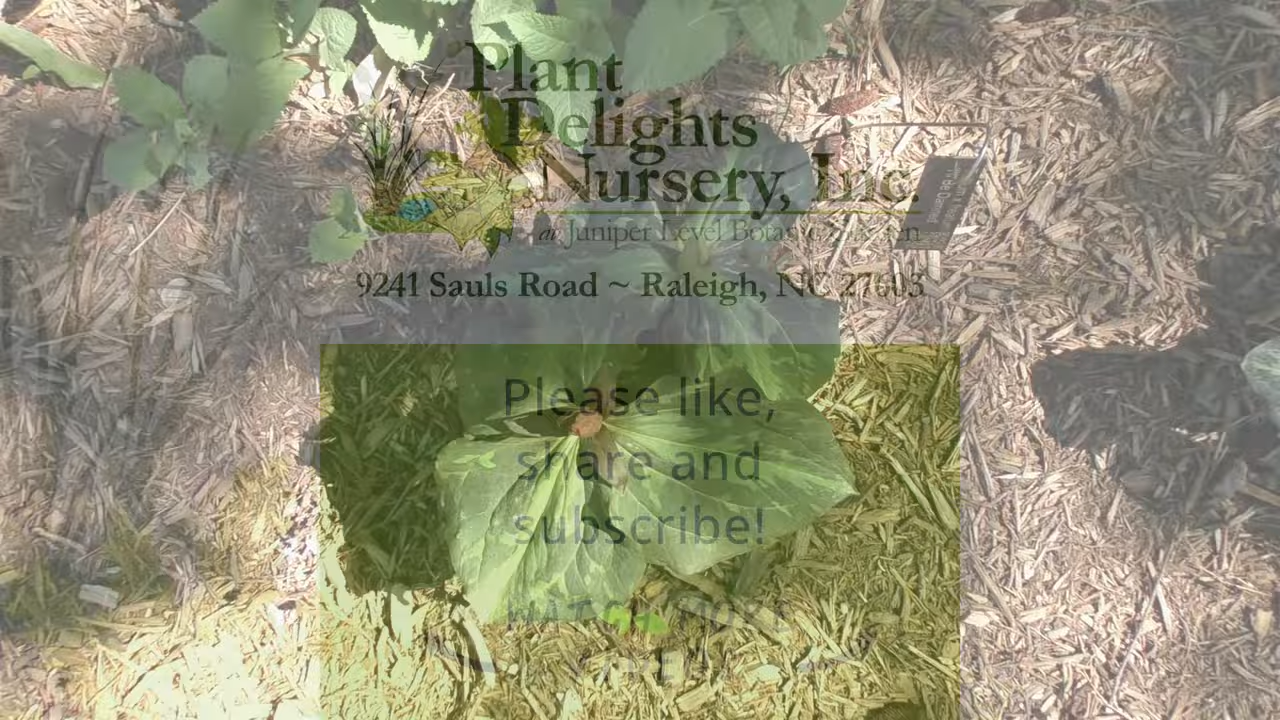 Plant
Delights
Nursery, Inc.
at Juniper Level Botanic Garden
9241 Sauls Road ~ Raleigh, NC 27603
Please like,
share and
subscribe!